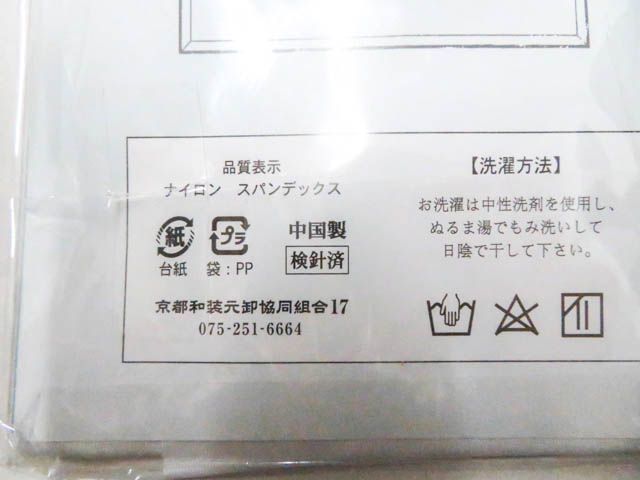 品質表示
ナイロン スパンデックス
紙 プラ 中国製
台紙 袋：PP 検針済
京都和装元卸協同組合17
075-251-6664
【洗濯方法】
お洗濯は中性洗剤を使用し、
ぬるま湯でもみ洗いして
日陰で干して下さい。